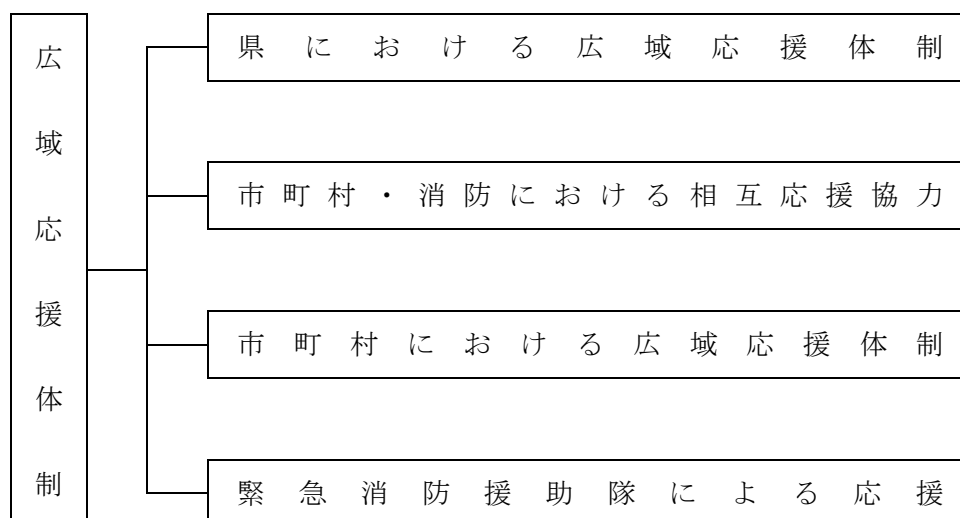 広域応援体制
県における広域応援体制
市町村・消防における相互応援協力
市町村における広域応援体制
緊急消防援助隊による応援